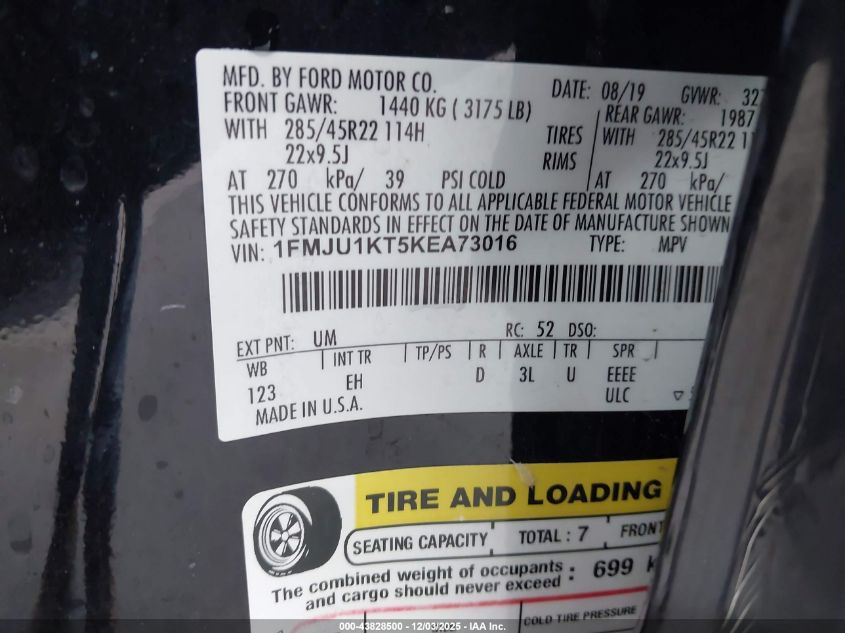 MFD. BY FORD MOTOR CO. DATE: 08/19 GVWR:
FRONT GAWR: 1440 KG ( 3175 LB) REAR GAWR: 1987
WITH 285/45R22 114H TIRES WITH 285/45R22
22x9.5J RIMS 22x9.5J
AT 270 kPa/ 39 PSI COLD AT 270 kPa/
THIS VEHICLE CONFORMS TO ALL APPLICABLE FEDERAL MOTOR VEHICLE
SAFETY STANDARDS IN EFFECT ON THE DATE OF MANUFACTURE SHOWN
VIN: 1FMJU1KT5KEA73016 TYPE: MPV
EXT PNT: UM RC: 52 DSO:
WB INT TR TP/PS R AXLE TR SPR
123 EH D 3L U EEEE
ULC
MADE IN U.S.A.
TIRE AND LOADING
SEATING CAPACITY TOTAL : 7 FRONT
The combined weight of occupants
and cargo should never exceed : 699
COLD TIRE PRESSURE
000-43828500 - 12/03/2025 - IAA Inc.